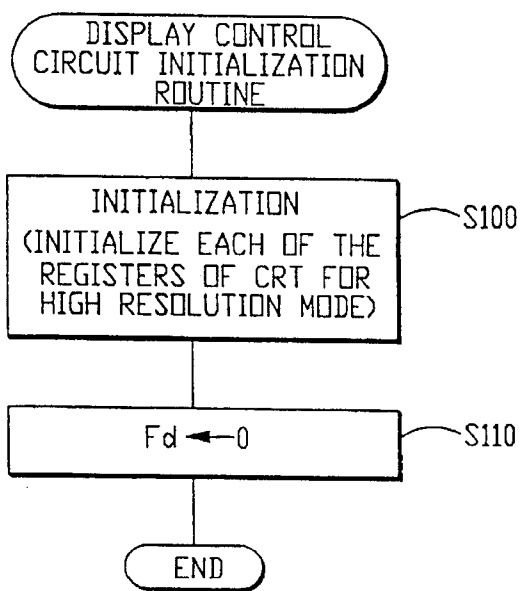 DISPLAY CONTROL
CIRCUIT INITIALIZATION
ROUTINE
INITIALIZATION
(INITIALIZE EACH OF THE
REGISTERS OF CRT FOR
HIGH RESOLUTION MODE)
S100
Fd ← 0
S110
END